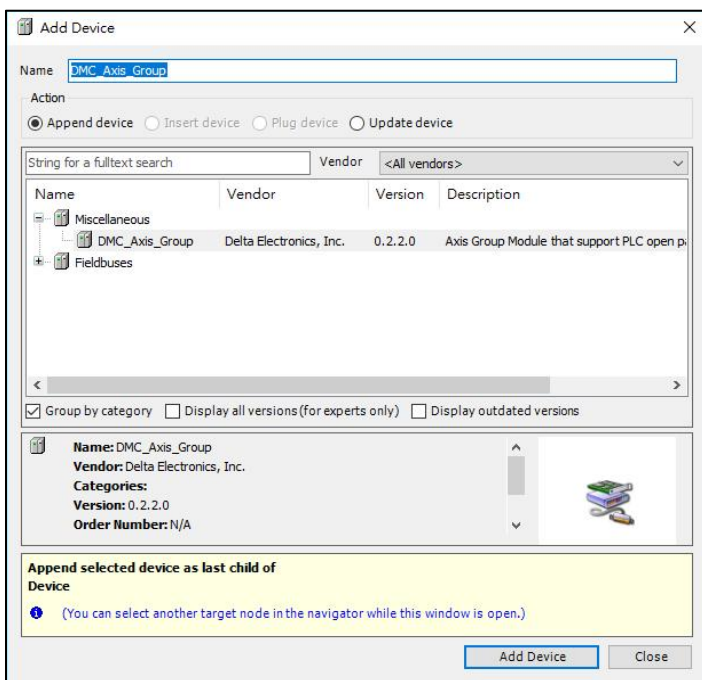 Add Device
Name DMC_Axis_Group
Action
Append device Insert device Plug device Update device
String for a fulltext search Vendor <All vendors>
Name Vendor Version Description
Miscellaneous
DMC_Axis_Group Delta Electronics, Inc. 0.2.2.0 Axis Group Module that support PLC open pa
Fieldbuses
Group by category Display all versions (for experts only) Display outdated versions
Name: DMC_Axis_Group
Vendor: Delta Electronics, Inc.
Categories:
Version: 0.2.2.0
Order Number: N/A
Append selected device as last child of
Device
(You can select another target node in the navigator while this window is open.)
Add Device Close